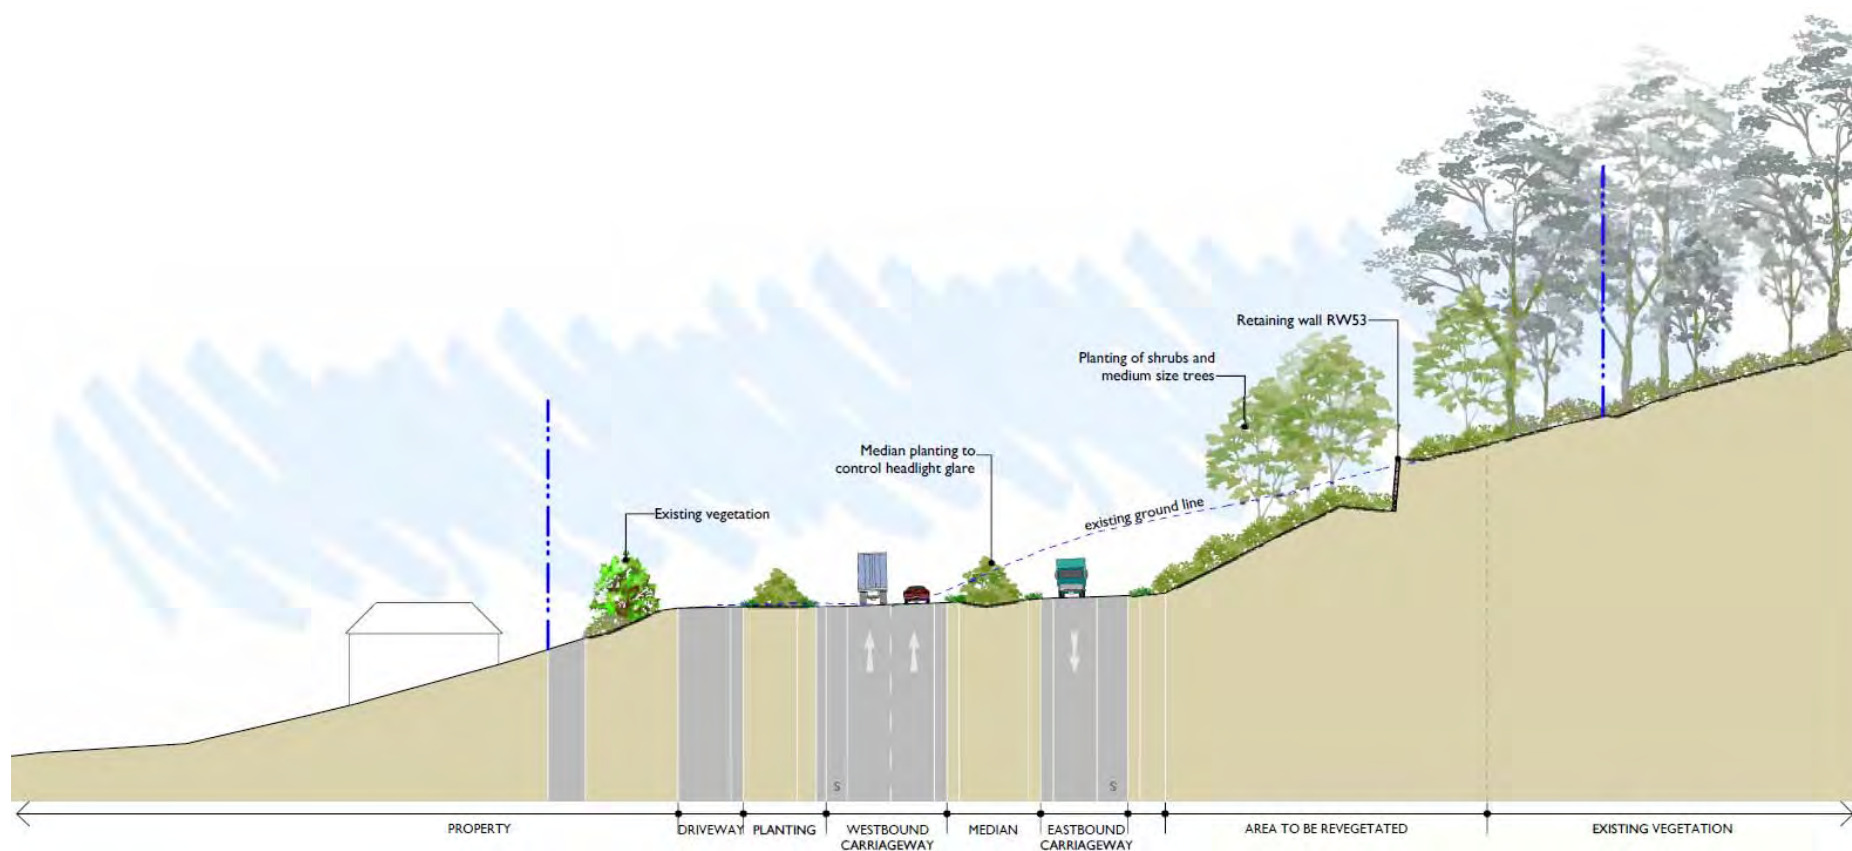 Retaining wall RW53
Planting of shrubs and
medium size trees
Median planting to
control headlight glare
existing ground line
Existing vegetation
S
S
PROPERTY
DRIVEWAY
PLANTING
WESTBOUND
CARRIAGEWAY
MEDIAN
EASTBOUND
CARRIAGEWAY
AREA TO BE REVEGETATED
EXISTING VEGETATION